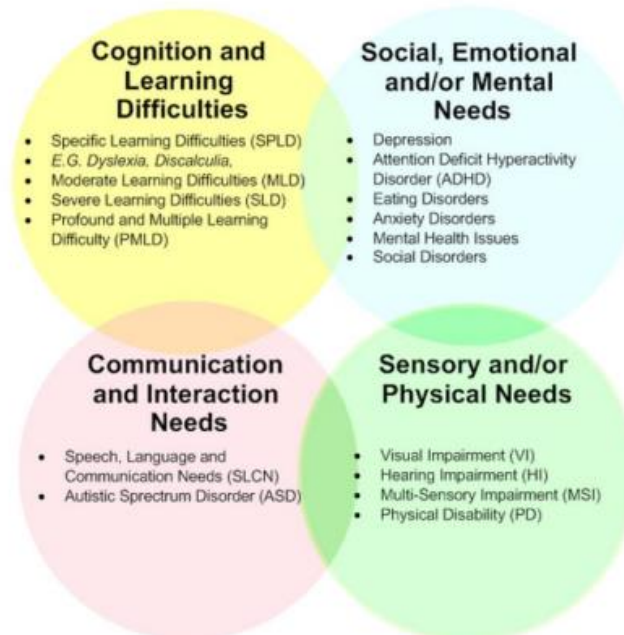 Cognition and
Learning
Difficulties
• Specific Learning Difficulties (SPLD)
• E.G. Dyslexia, Discalculia,
• Moderate Learning Difficulties (MLD)
• Severe Learning Difficulties (SLD)
• Profound and Multiple Learning
Difficulty (PMLD)
Social, Emotional
and/or Mental
Needs
• Depression
• Attention Deficit Hyperactivity
Disorder (ADHD)
• Eating Disorders
• Anxiety Disorders
• Mental Health Issues
• Social Disorders
Communication
and Interaction
Needs
• Speech, Language and
Communication Needs (SLCN)
• Autistic Sprectrum Disorder (ASD)
Sensory and/or
Physical Needs
• Visual Impairment (VI)
• Hearing Impairment (HI)
• Multi-Sensory Impairment (MSI)
• Physical Disability (PD)